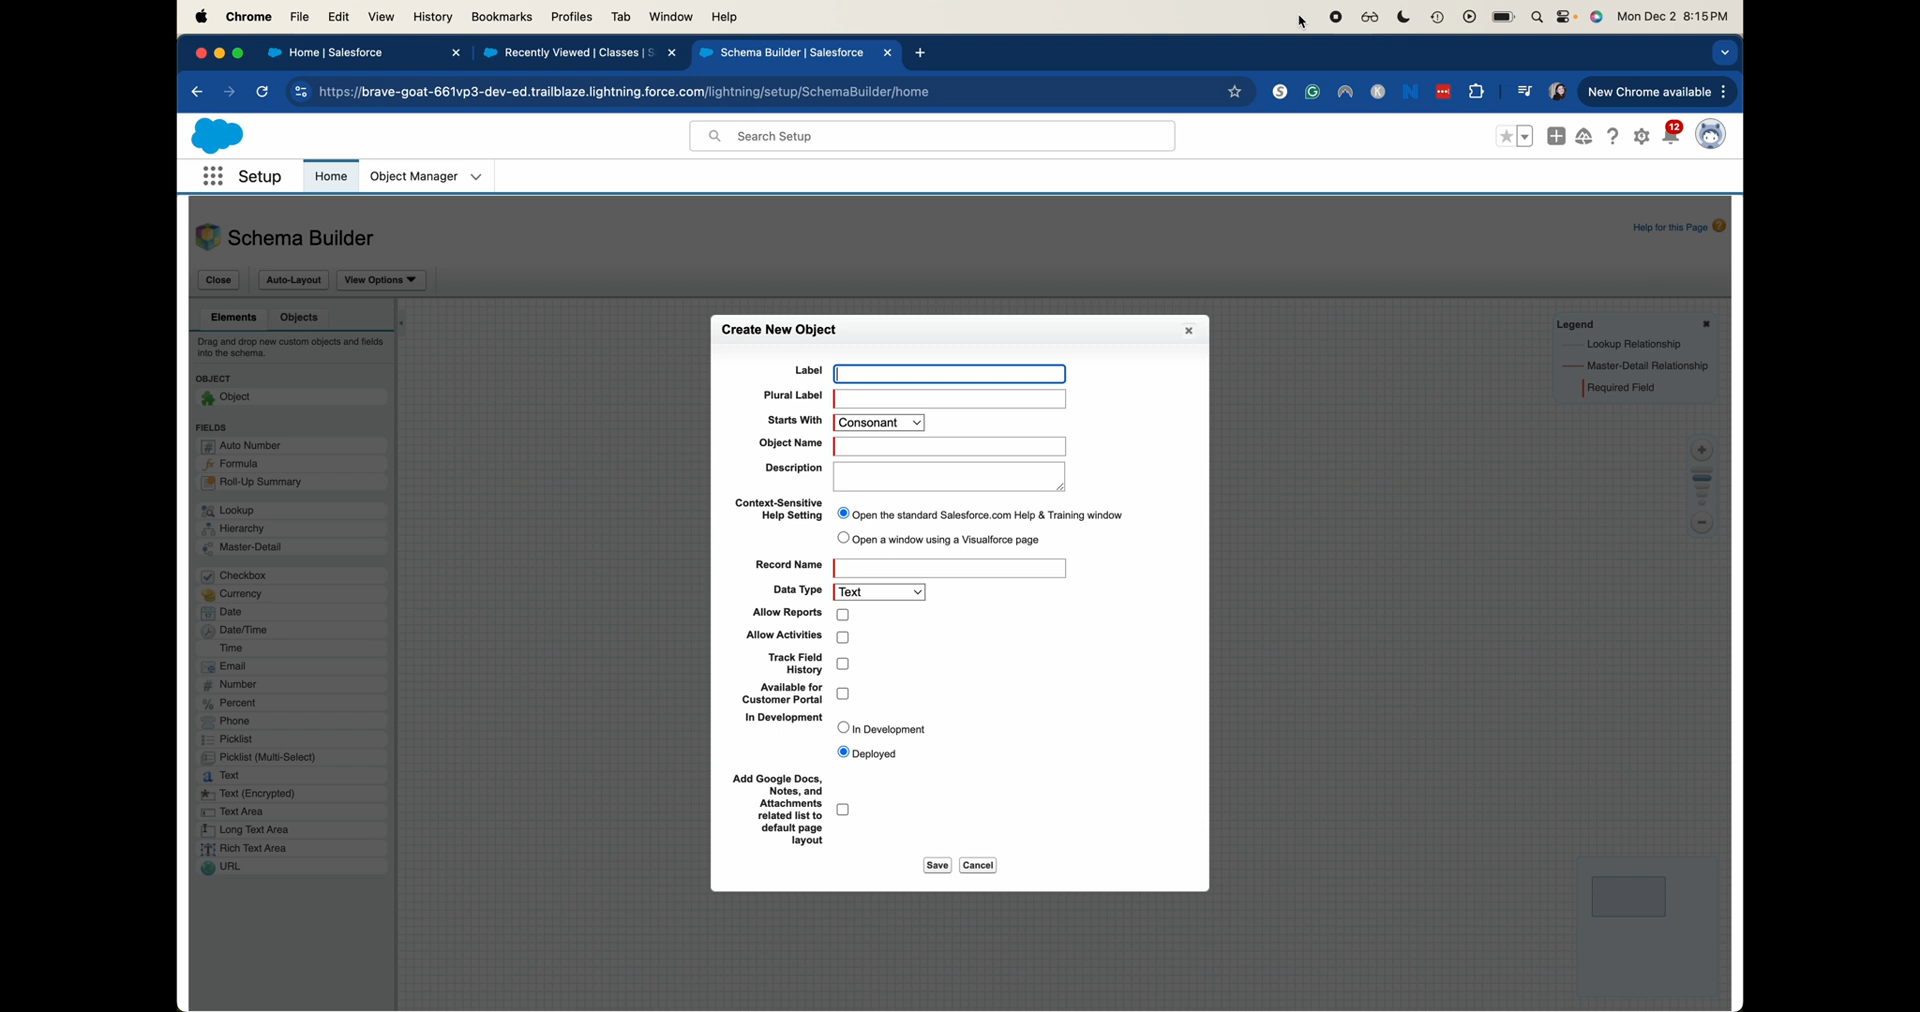 Chrome File Edit View History Bookmarks Profiles Tab Window Help Mon Dec 2 8:15 PM
Home | Salesforce Recently Viewed | Classes | S Schema Builder | Salesforce
https://brave-goat-661vp3-dev-ed.trailblaze.lightning.force.com/lightning/setup/SchemaBuilder/home New Chrome available
Search Setup 12
Setup Home Object Manager
Schema Builder Help for this Page
Close Auto-Layout View Options
Elements Objects
Drag and drop new custom objects and fields
into the schema.
OBJECT
Object
FIELDS
Auto Number
Formula
Roll-Up Summary
Lookup
Hierarchy
Master-Detail
Checkbox
Currency
Date
Date/Time
Time
Email
Number
Percent
Phone
Picklist
Picklist (Multi-Select)
Text
Text (Encrypted)
Text Area
Long Text Area
Rich Text Area
URL
Create New Object
Label
Plural Label
Starts With Consonant
Object Name
Description
Context-Sensitive
Help Setting
Open the standard Salesforce.com Help & Training window
Open a window using a Visualforce page
Record Name
Data Type Text
Allow Reports
Allow Activities
Track Field
History
Available for
Customer Portal
In Development
In Development
Deployed
Add Google Docs,
Notes, and
Attachments
related list to
default page
layout
Save Cancel
Legend
Lookup Relationship
Master-Detail Relationship
Required Field